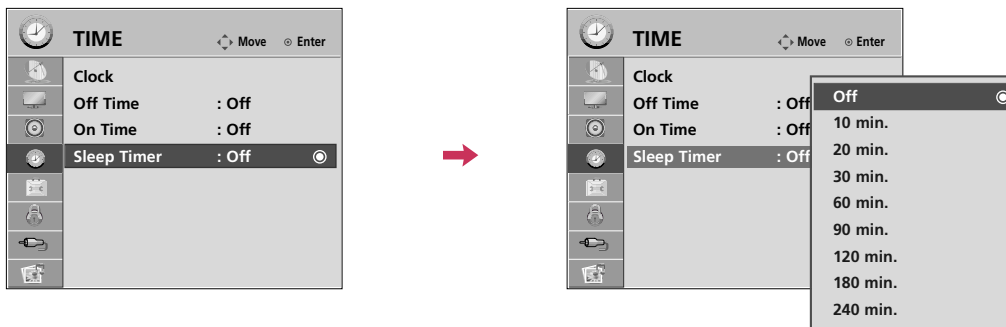 TIME
Move Enter
Clock
Off Time : Off
On Time : Off
Sleep Timer : Off
TIME
Move Enter
Clock
Off Time : Off
On Time : Off
Sleep Timer : Off
Off
10 min.
20 min.
30 min.
60 min.
90 min.
120 min.
180 min.
240 min.